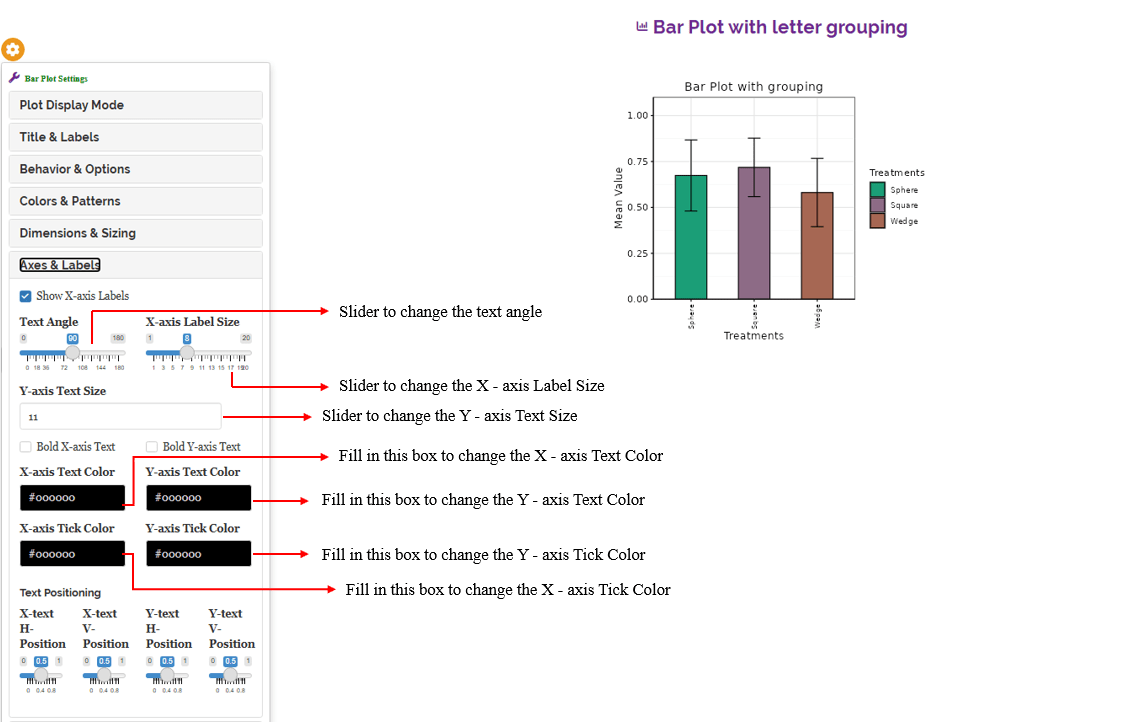 Bar Plot with letter grouping
Bar Plot Settings
Plot Display Mode
Title & Labels
Behavior & Options
Colors & Patterns
Dimensions & Sizing
Axes & Labels
Show X-axis Labels
Text Angle
0 90 180
0 18 36 72 108 144 180
X-axis Label Size
1 8 20
1 3 5 7 9 11 13 15 17 19 20
Y-axis Text Size
11
Bold X-axis Text
Bold Y-axis Text
X-axis Text Color
Y-axis Text Color
#000000
#000000
X-axis Tick Color
Y-axis Tick Color
#000000
#000000
Text Positioning
X-text
H-
Position
0 0.5 1
0 0.4 0.8
X-text
V-
Position
0 0.5 1
0 0.4 0.8
Y-text
H-
Position
0 0.5 1
0 0.4 0.8
Y-text
V-
Position
0 0.5 1
0 0.4 0.8
Slider to change the text angle
Slider to change the X - axis Label Size
Slider to change the Y - axis Text Size
Fill in this box to change the X - axis Text Color
Fill in this box to change the Y - axis Text Color
Fill in this box to change the Y - axis Tick Color
Fill in this box to change the X - axis Tick Color
Bar Plot with grouping
Mean Value
1.00
0.75
0.50
0.25
0.00
Sphere
Square
Wedge
Treatments
Treatments
Sphere
Square
Wedge